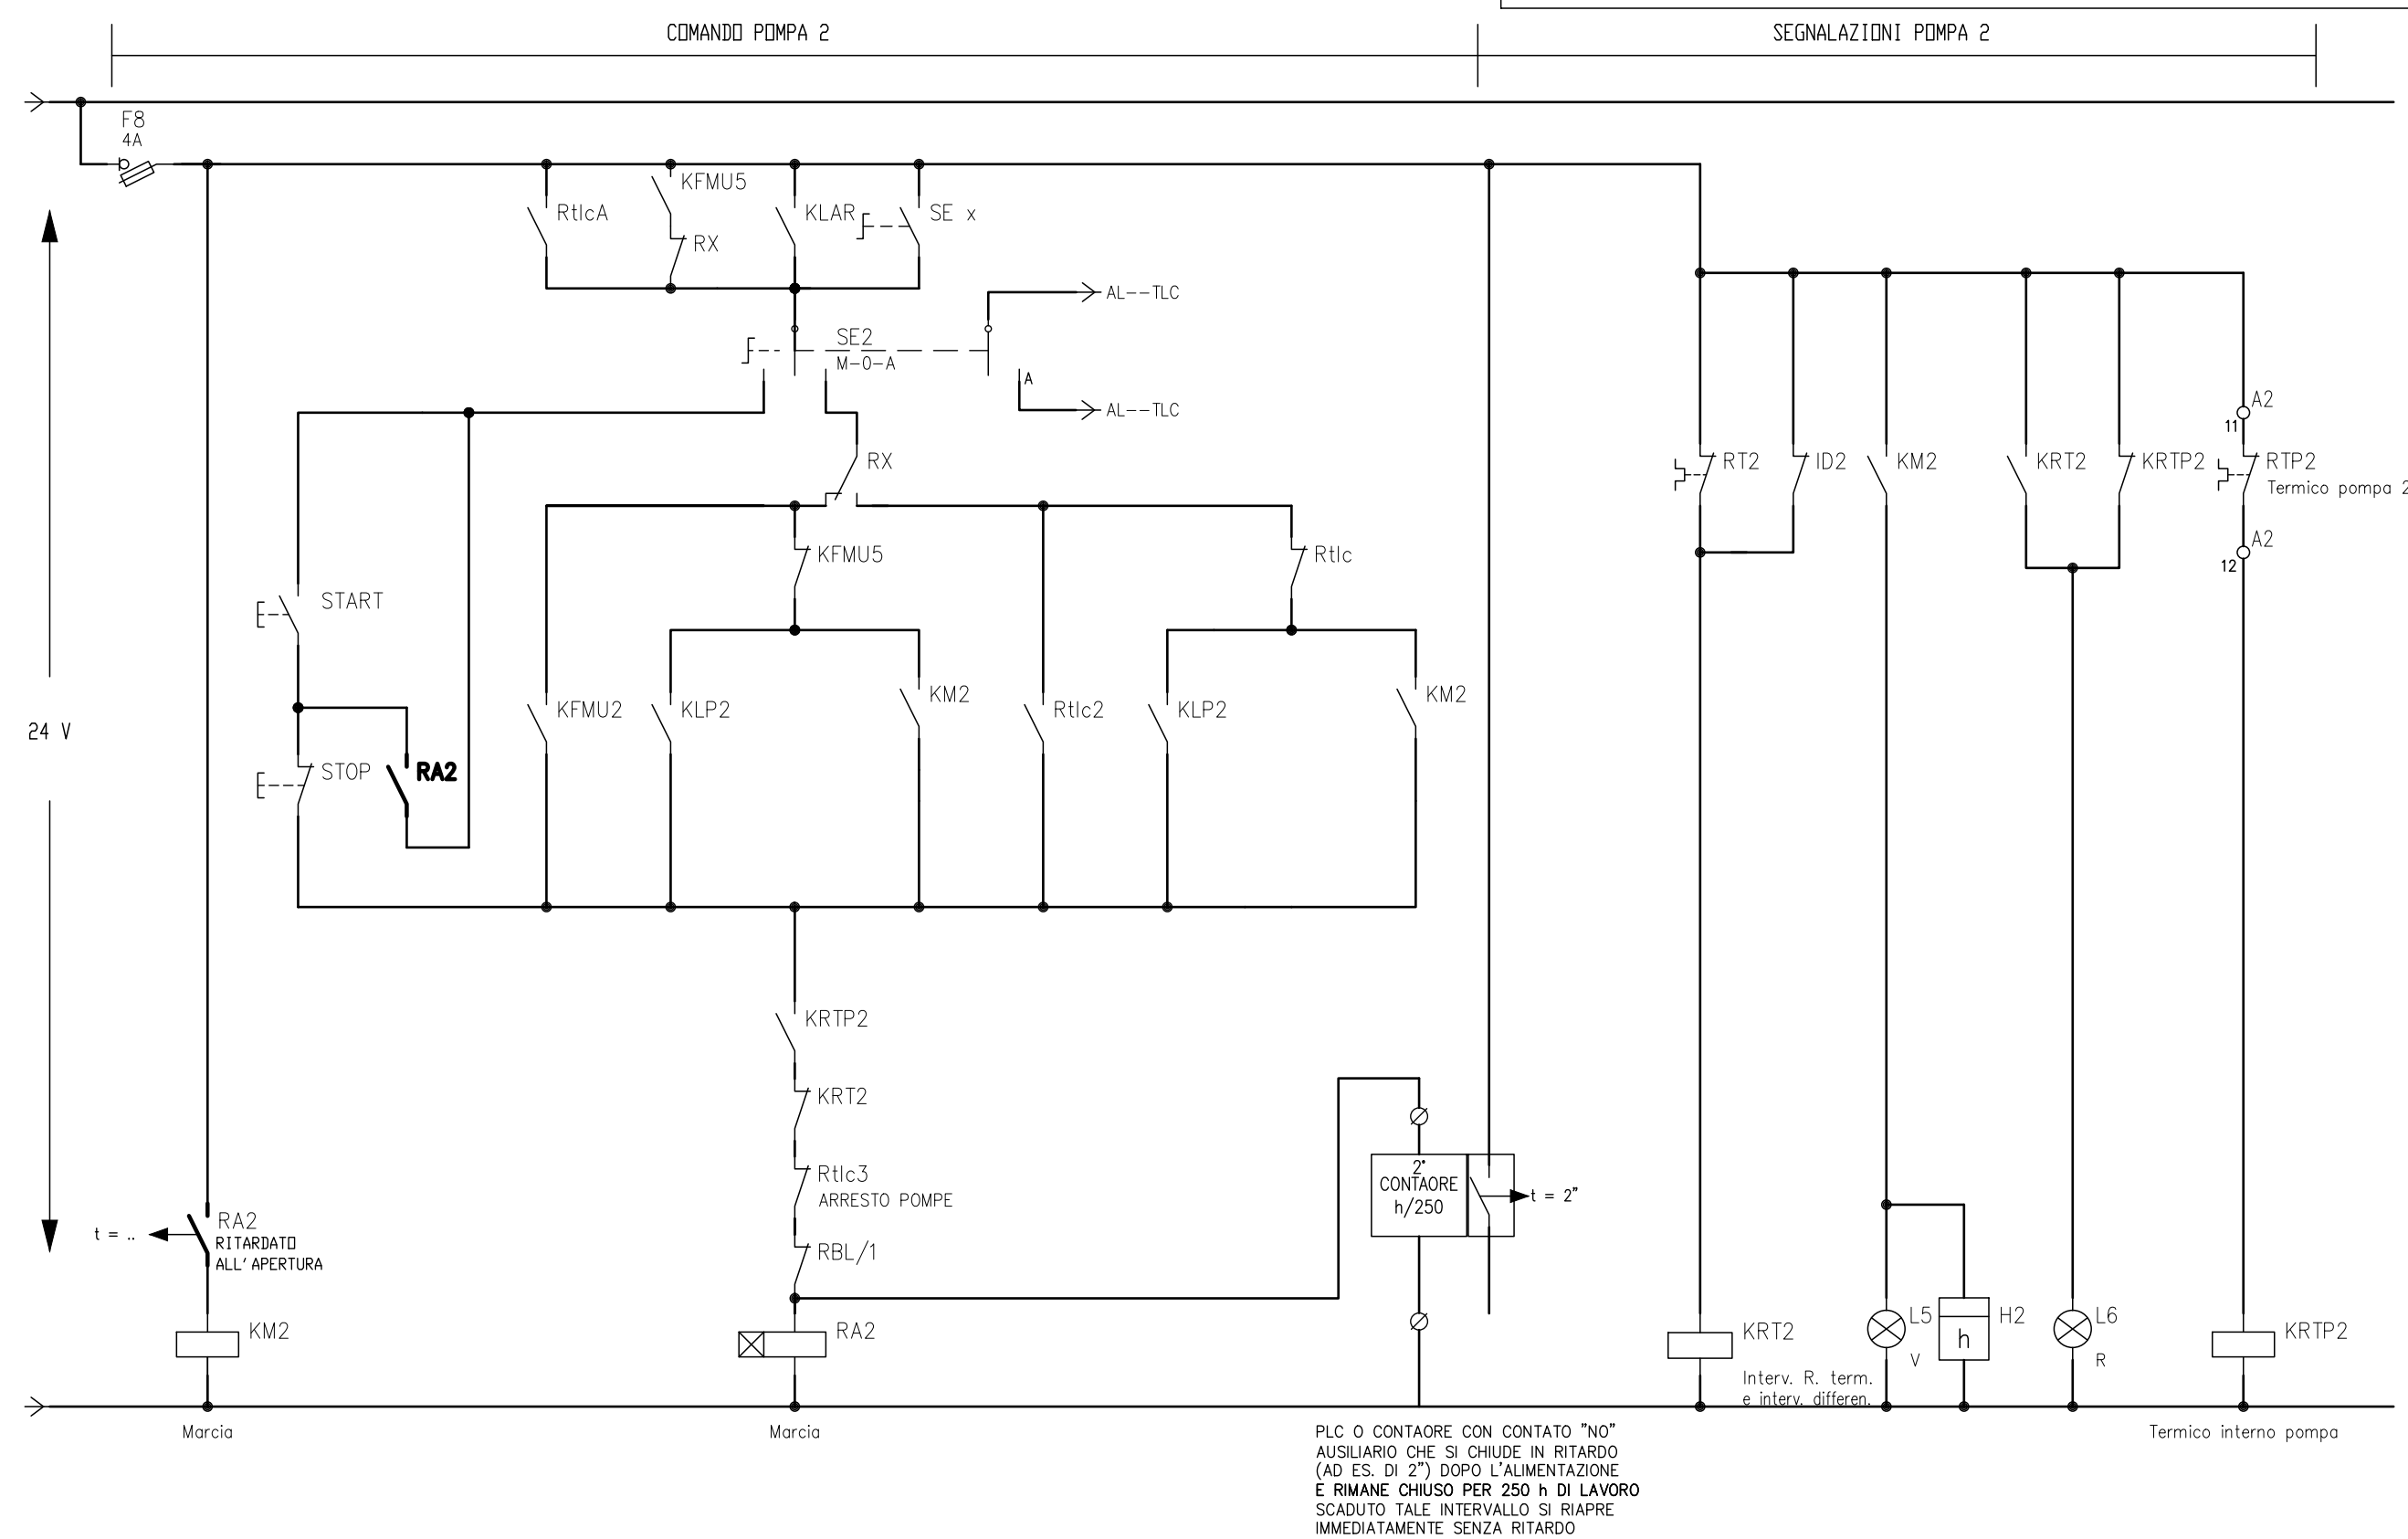 COMANDO POMPA 2
SEGNALAZIONI POMPA 2
F8
4A
KFMU5
RtlcA
KLAR
SE x
RX
AL--TLC
SE2
M-0-A
A
AL--TLC
A2
11
RX
RT2
ID2
KM2
KRT2
KRTP2
RTP2
Termico pompa 2
KFMU5
Rtlc
A2
12
START
KM2
KM2
KFMU2
KLP2
Rtlc2
KLP2
24 V
STOP
RA2
KRTP2
KRT2
Rtlc3
ARRESTO POMPE
2°
CONTAORE
h/250
t = 2"
RA2
t = ..
RITARDATO
ALL' APERTURA
RBL/1
KM2
RA2
KRT2
L5
H2
L6
KRTP2
h
V
R
Interv. R. term.
e interv. differen.
Marcia
Marcia
Termico interno pompa
PLC O CONTAORE CON CONTATO "NO"
AUSILIARIO CHE SI CHIUDE IN RITARDO
(AD ES. DI 2") DOPO L'ALIMENTAZIONE
E RIMANE CHIUSO PER 250 h DI LAVORO
SCADUTO TALE INTERVALLO SI RIAPRE
IMMEDIATAMENTE SENZA RITARDO